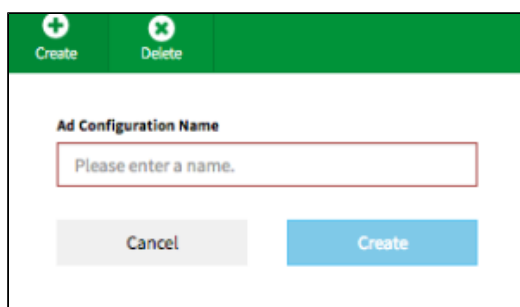 Create Delete
Ad Configuration Name
Please enter a name.
Cancel Create